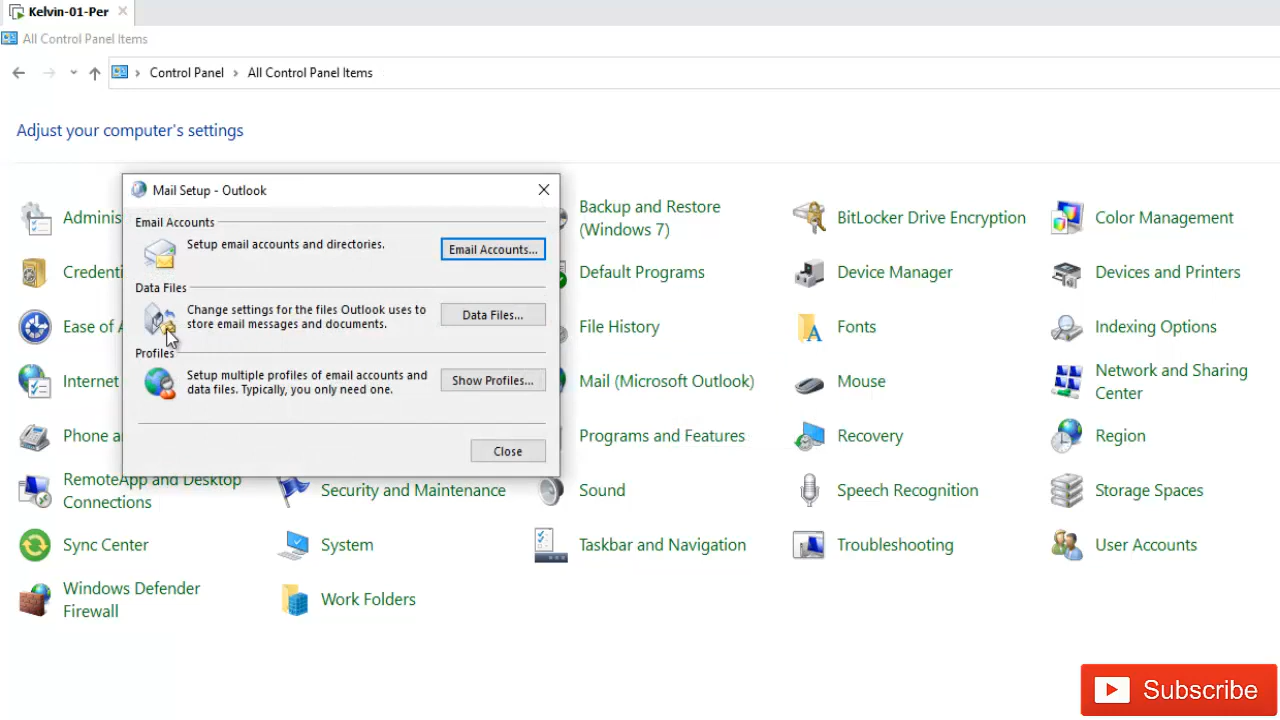 Kelvin-01-Per
All Control Panel Items
Control Panel > All Control Panel Items
Adjust your computer's settings
Mail Setup - Outlook
Email Accounts
Setup email accounts and directories.
Email Accounts...
Data Files
Change settings for the files Outlook uses to
store email messages and documents.
Data Files...
Profiles
Setup multiple profiles of email accounts and
data files. Typically, you only need one.
Show Profiles...
Close
Adminis
Backup and Restore
(Windows 7)
BitLocker Drive Encryption
Color Management
Credenti
Default Programs
Device Manager
Devices and Printers
Ease of A
File History
Fonts
Indexing Options
Internet
Mail (Microsoft Outlook)
Mouse
Network and Sharing
Center
Phone a
Programs and Features
Recovery
Region
RemoteApp and Desktop
Connections
Security and Maintenance
Sound
Speech Recognition
Storage Spaces
Sync Center
System
Taskbar and Navigation
Troubleshooting
User Accounts
Windows Defender
Firewall
Work Folders
Subscribe